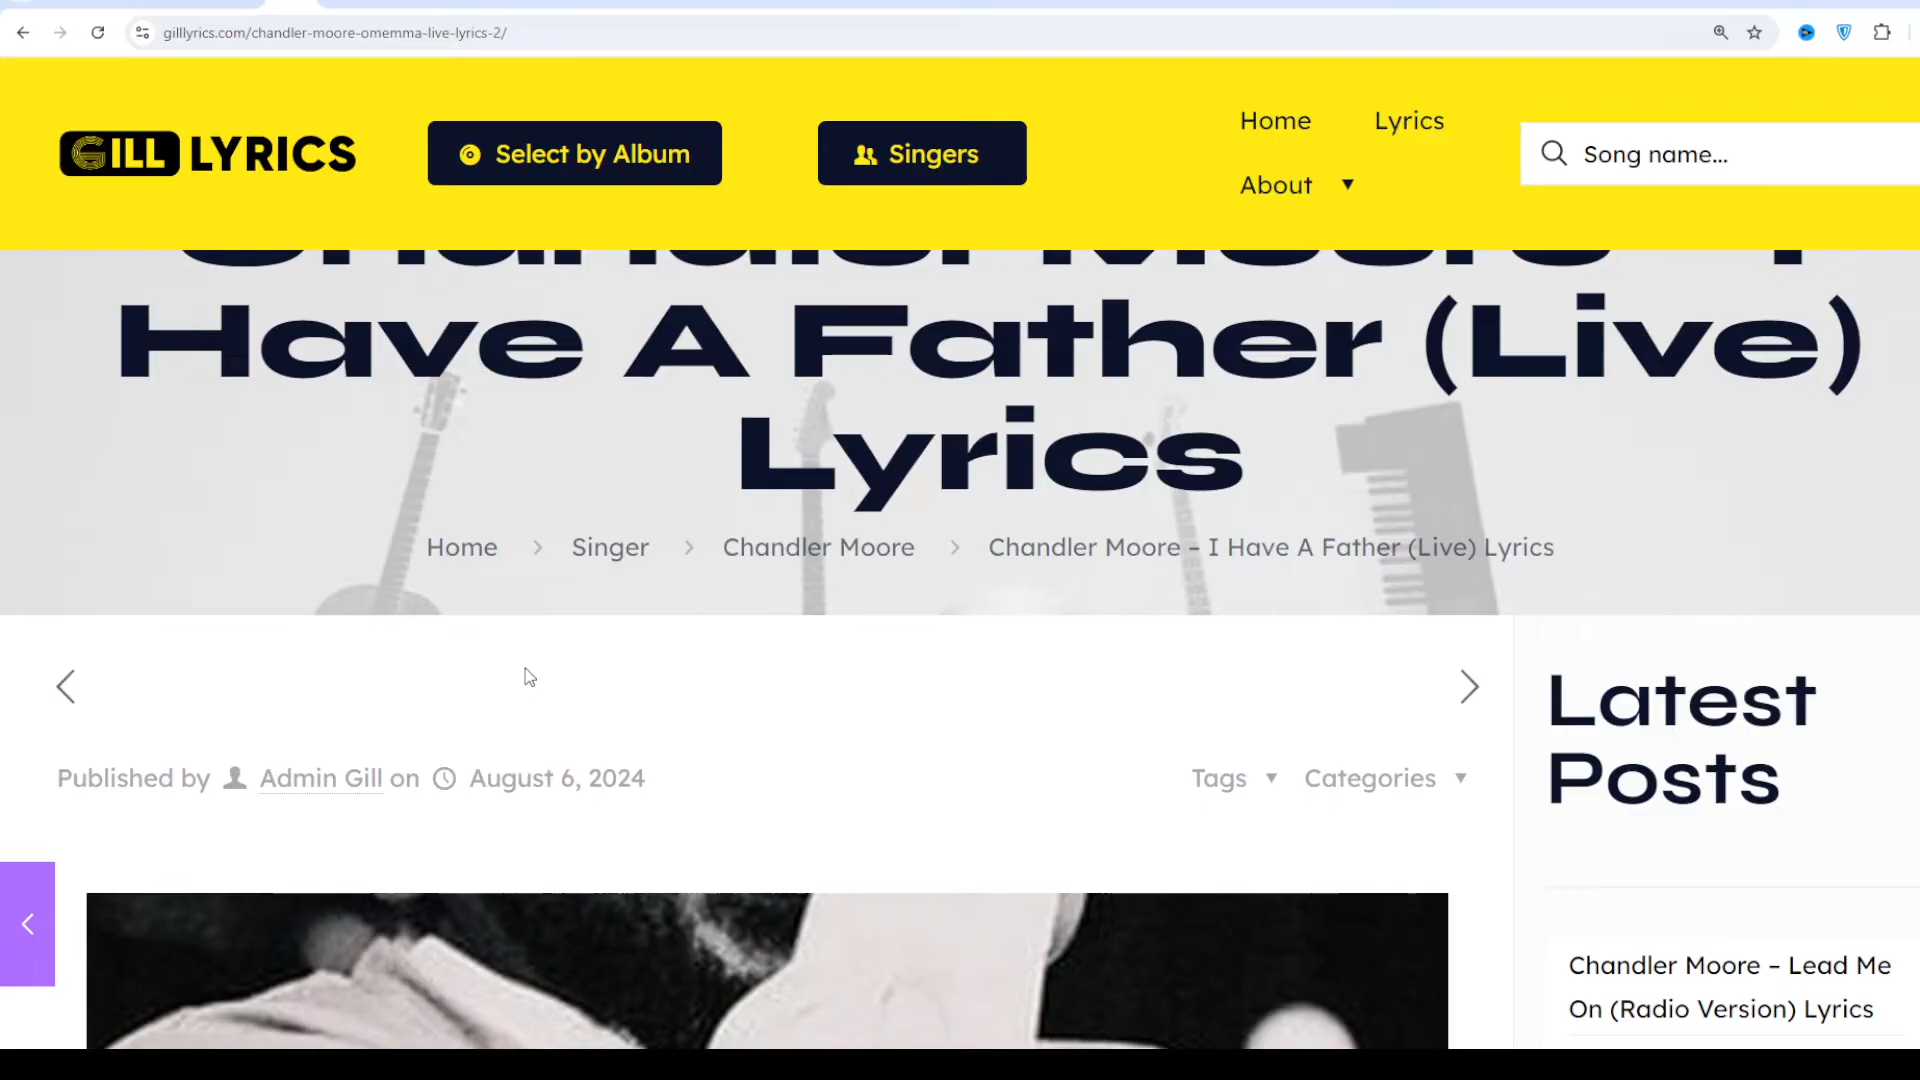 gilllyrics.com/chandler-moore-omemma-live-lyrics-2/
GILL LYRICS
Select by Album
Singers
Home
Lyrics
About
Song name...
Chandler Moore – I
Have A Father (Live)
Lyrics
Home
Singer
Chandler Moore
Chandler Moore – I Have A Father (Live) Lyrics
Published by Admin Gill on August 6, 2024
Tags
Categories
Latest
Posts
Chandler Moore – Lead Me
On (Radio Version) Lyrics